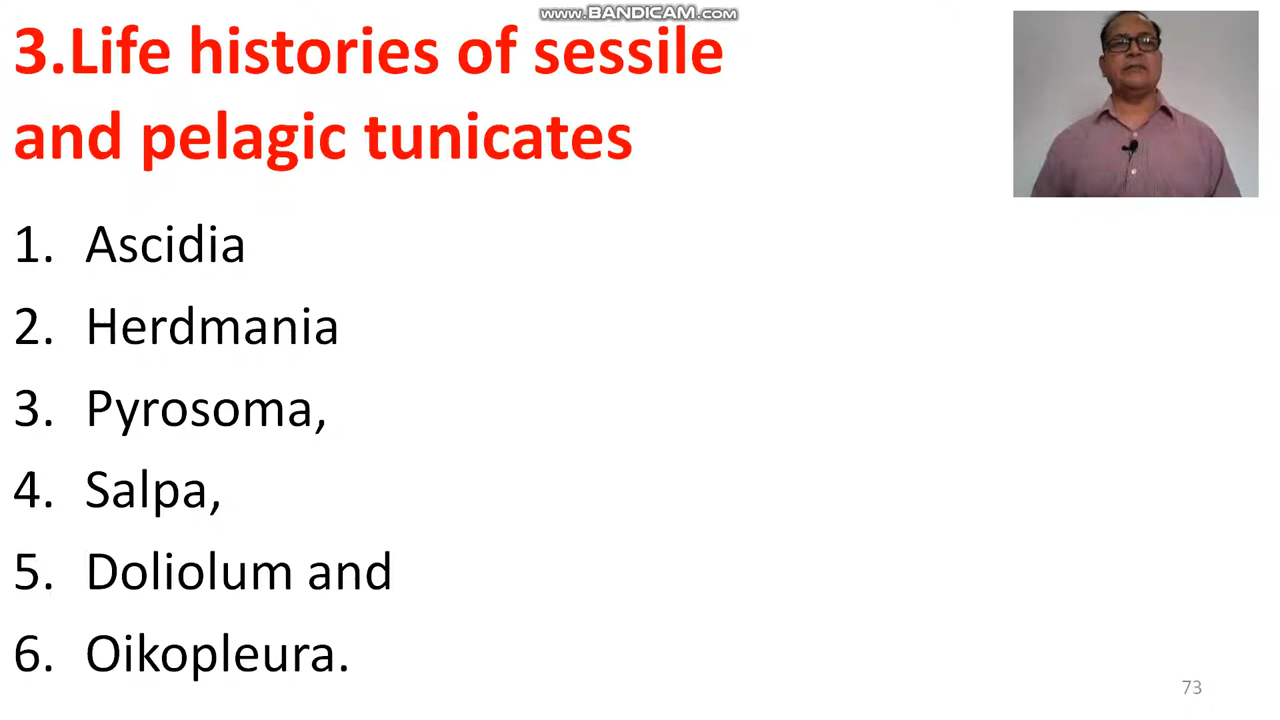 www.BANDICAM.com
3.Life histories of sessile
and pelagic tunicates
1. Ascidia
2. Herdmania
3. Pyrosoma,
4. Salpa,
5. Doliolum and
6. Oikopleura.
73